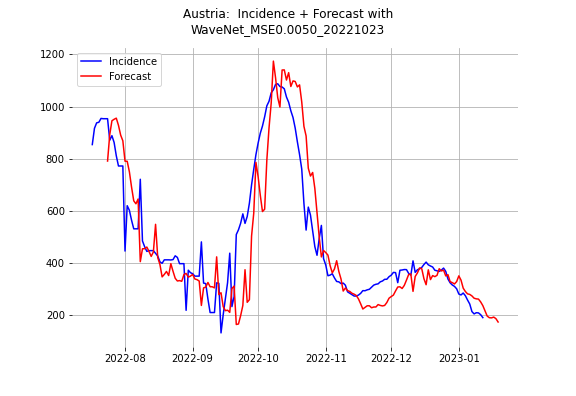 Austria:  Incidence + Forecast with
WaveNet_MSE0.0050_20221023
1200
Incidence
Forecast
1000
800
600
400
200
2022-08 2022-09 2022-10 2022-11 2022-12 2023-01